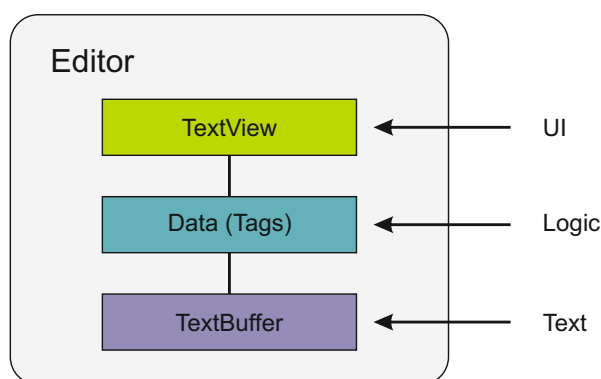 Editor
TextView
UI
Data (Tags)
Logic
TextBuffer
Text